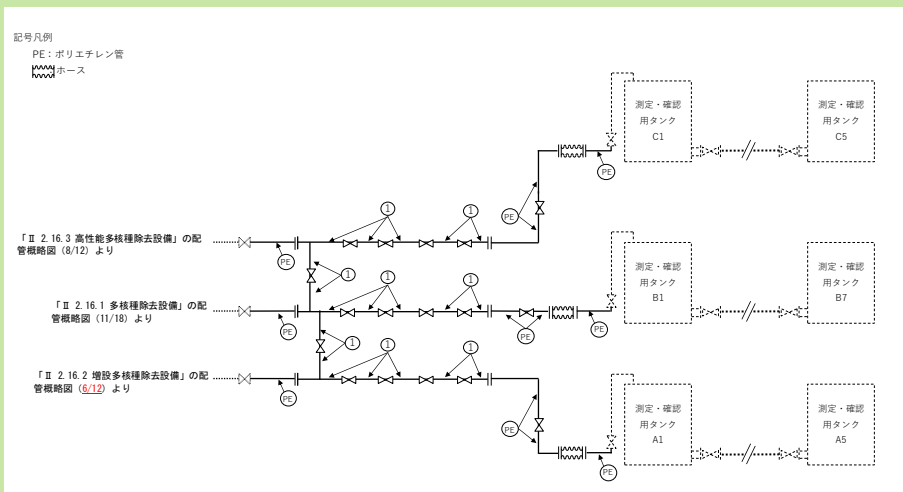 記号凡例
PE：ポリエチレン管
ホース
測定・確認
用タンク
C1
測定・確認
用タンク
C5
PE
1
1
PE
「Ⅱ 2.16.3 高性能多核種除去設備」の配
管概略図 (8/12) より
PE
1
測定・確認
用タンク
B1
測定・確認
用タンク
B7
1
1
「Ⅱ 2.16.1 多核種除去設備」の配
管概略図 (11/18) より
PE
PE
PE
1
1
1
「Ⅱ 2.16.2 増設多核種除去設備」の配
管概略図 (6/12) より
PE
測定・確認
用タンク
A1
測定・確認
用タンク
A5
PE
PE